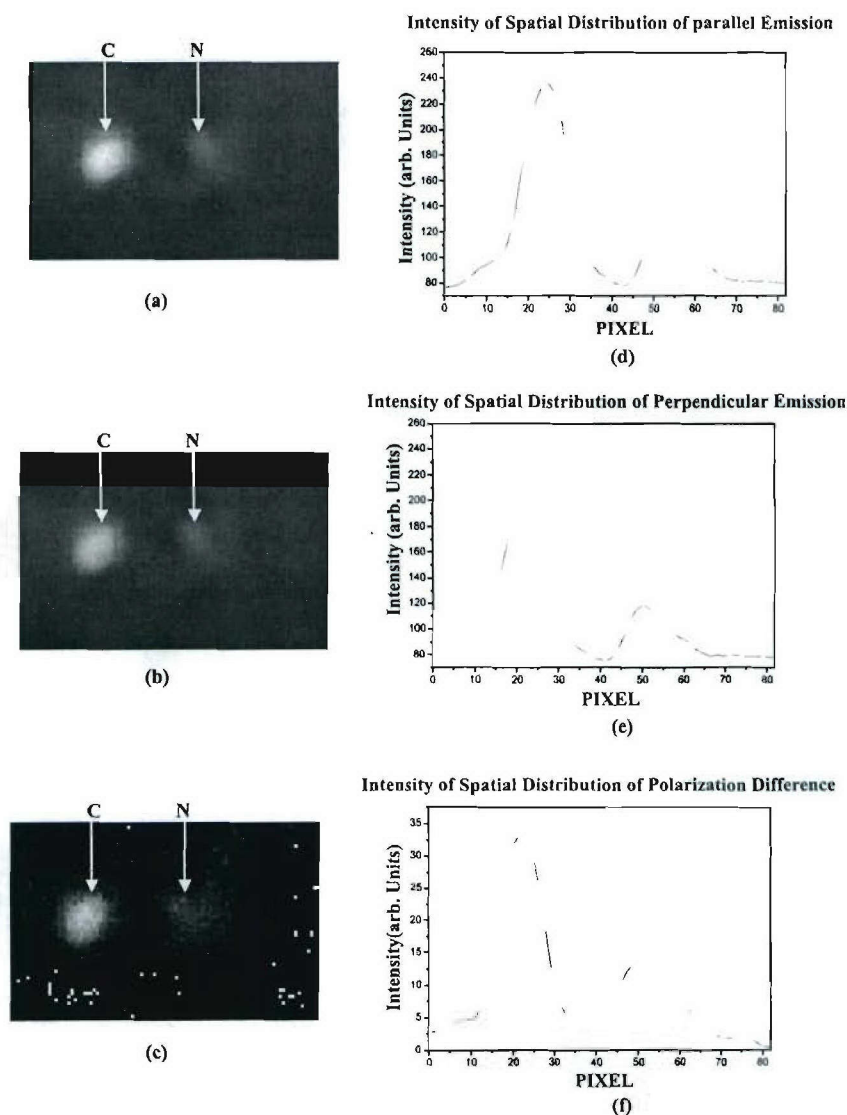 C N
(a)
Intensity of Spatial Distribution of parallel Emission
Intensity (arb. Units)
260
240
220
200
180
160
140
120
100
80
0 10 20 30 40 50 60 70 80
PIXEL
(d)
C N
(b)
Intensity of Spatial Distribution of Perpendicular Emission
Intensity (arb. Units)
260
240
220
200
180
160
140
120
100
80
0 10 20 30 40 50 60 70 80
PIXEL
(e)
C N
(c)
Intensity of Spatial Distribution of Polarization Difference
Intensity(arb. Units)
35
30
25
20
15
10
5
0
0 10 20 30 40 50 60 70 80
PIXEL
(f)